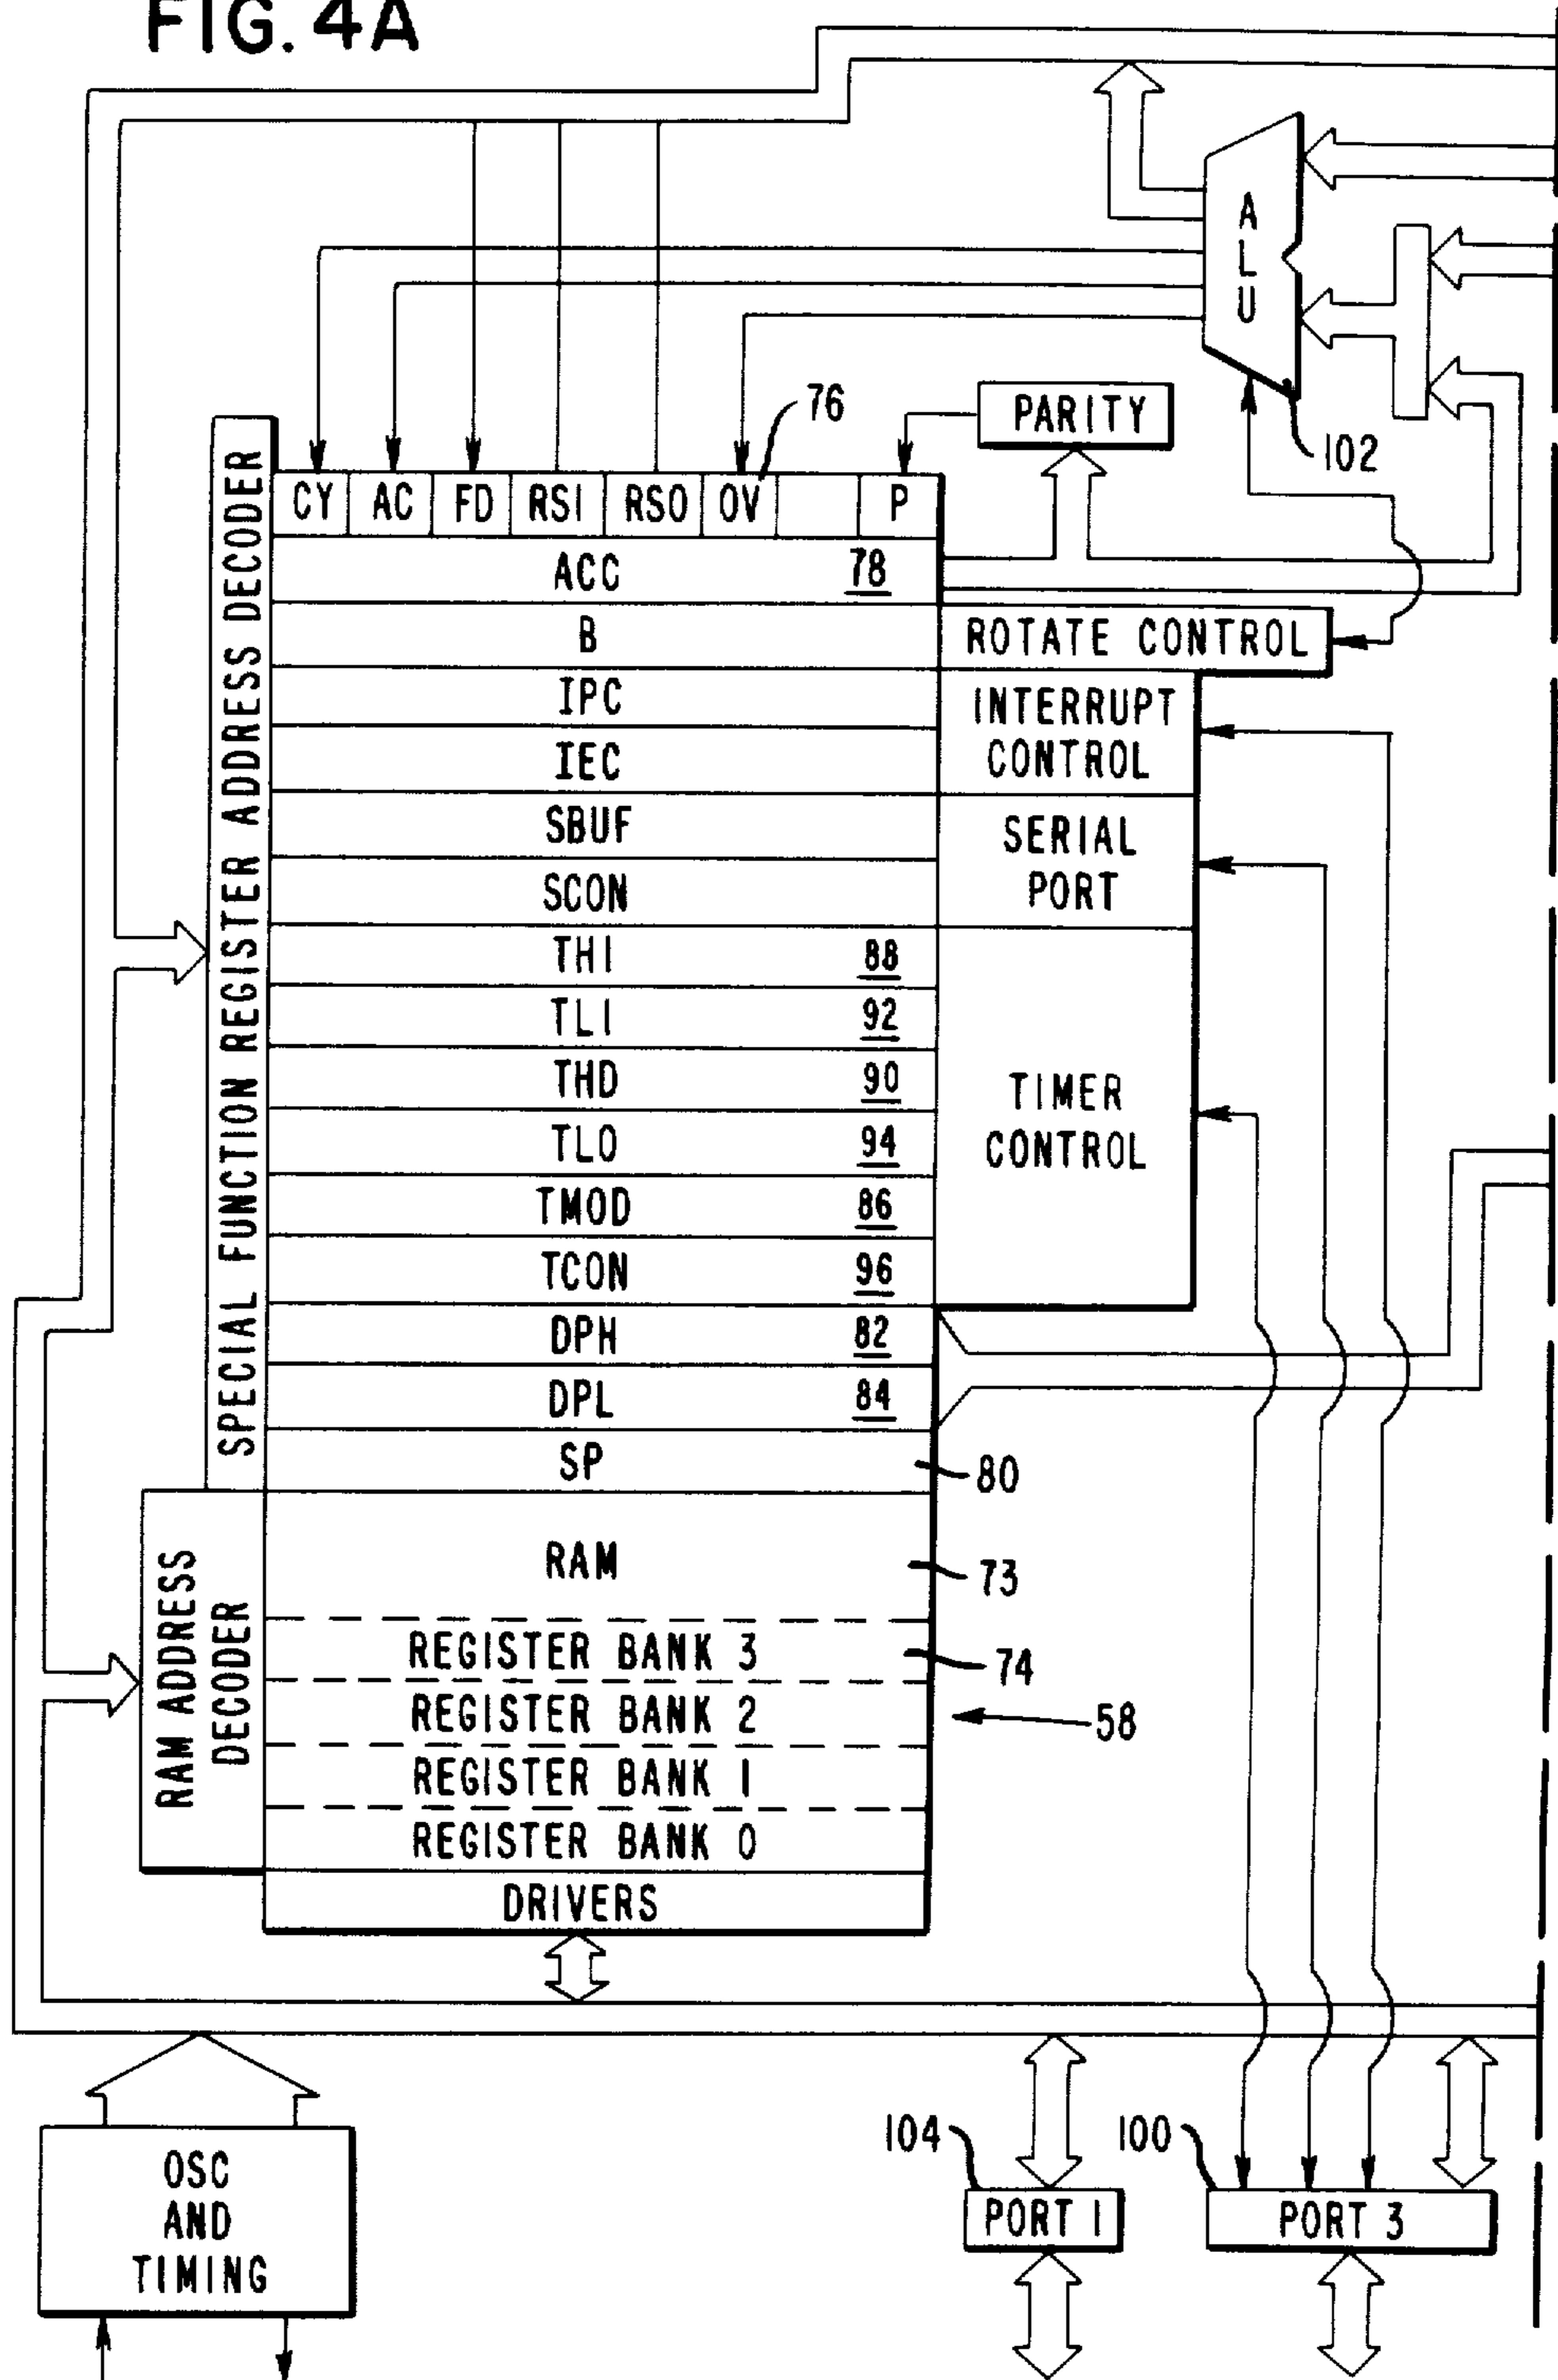 FIG. 4A
A
L
U
76
PARITY
102
CY AC FD RSI RSO OV P
ACC 78
B
ROTATE CONTROL
IPC
INTERRUPT
CONTROL
IEC
SBUF
SERIAL
PORT
SCON
THI 88
TLI 92
THD 90
TIMER
CONTROL
TLO 94
TMOD 86
TCON 96
DPH 82
DPL 84
SP
80
SPECIAL FUNCTION REGISTER ADDRESS DECODER
RAM
73
RAM ADDRESS
DECODER
REGISTER BANK 3
74
REGISTER BANK 2
58
REGISTER BANK 1
REGISTER BANK 0
DRIVERS
OSC
AND
TIMING
104
PORT 1
100
PORT 3